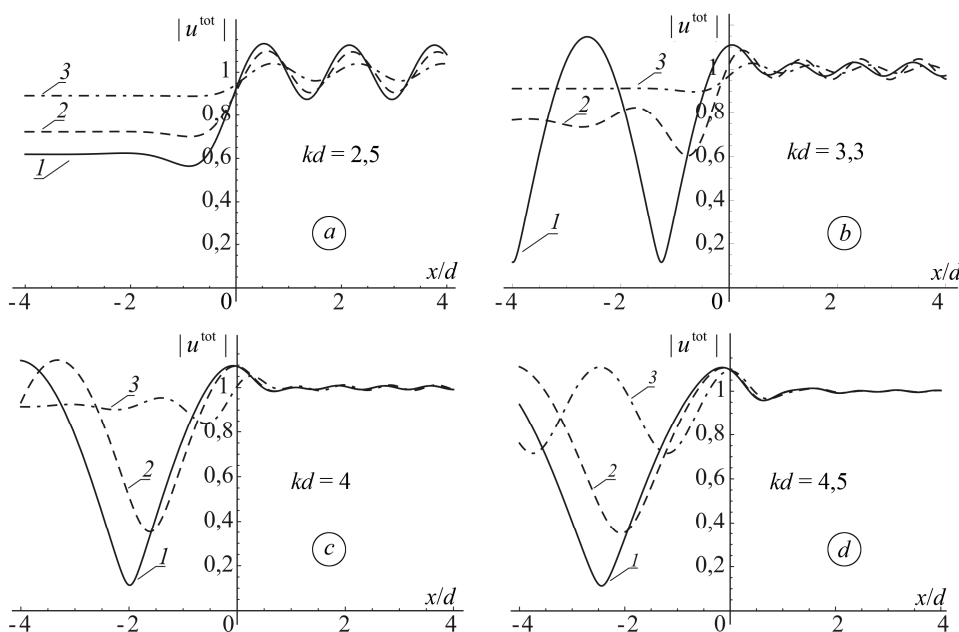 | u^tot |
3
1
2
0,8
1
0,6
kd = 2,5
0,4
0,2
a
x/d
-4 -2 0 2 4
| u^tot |
3
1
2
0,8
0,6
kd = 3,3
0,4
1
0,2
b
x/d
-4 -2 0 2 4
| u^tot |
3
1
0,8
2
0,6
kd = 4
0,4
1
0,2
c
x/d
-4 -2 0 2 4
| u^tot |
3
1
0,8
2
0,6
kd = 4,5
0,4
1
0,2
d
x/d
-4 -2 0 2 4